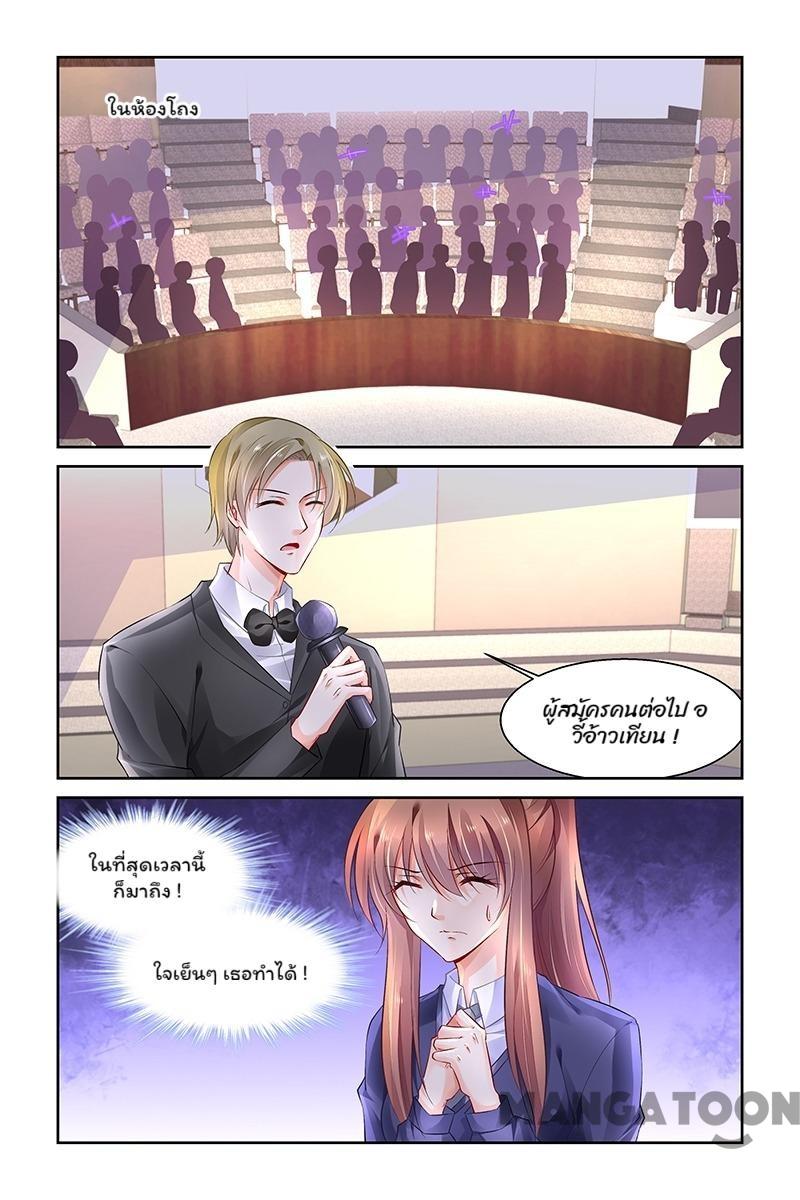 ในห้องโถง
ผู้สมัครคนต่อไป อ
วี้อ้าวเทียน !
ในที่สุดเวลานี้
ก็มาถึง !
ใจเย็นๆ เธอทำได้ !
MANGATOON